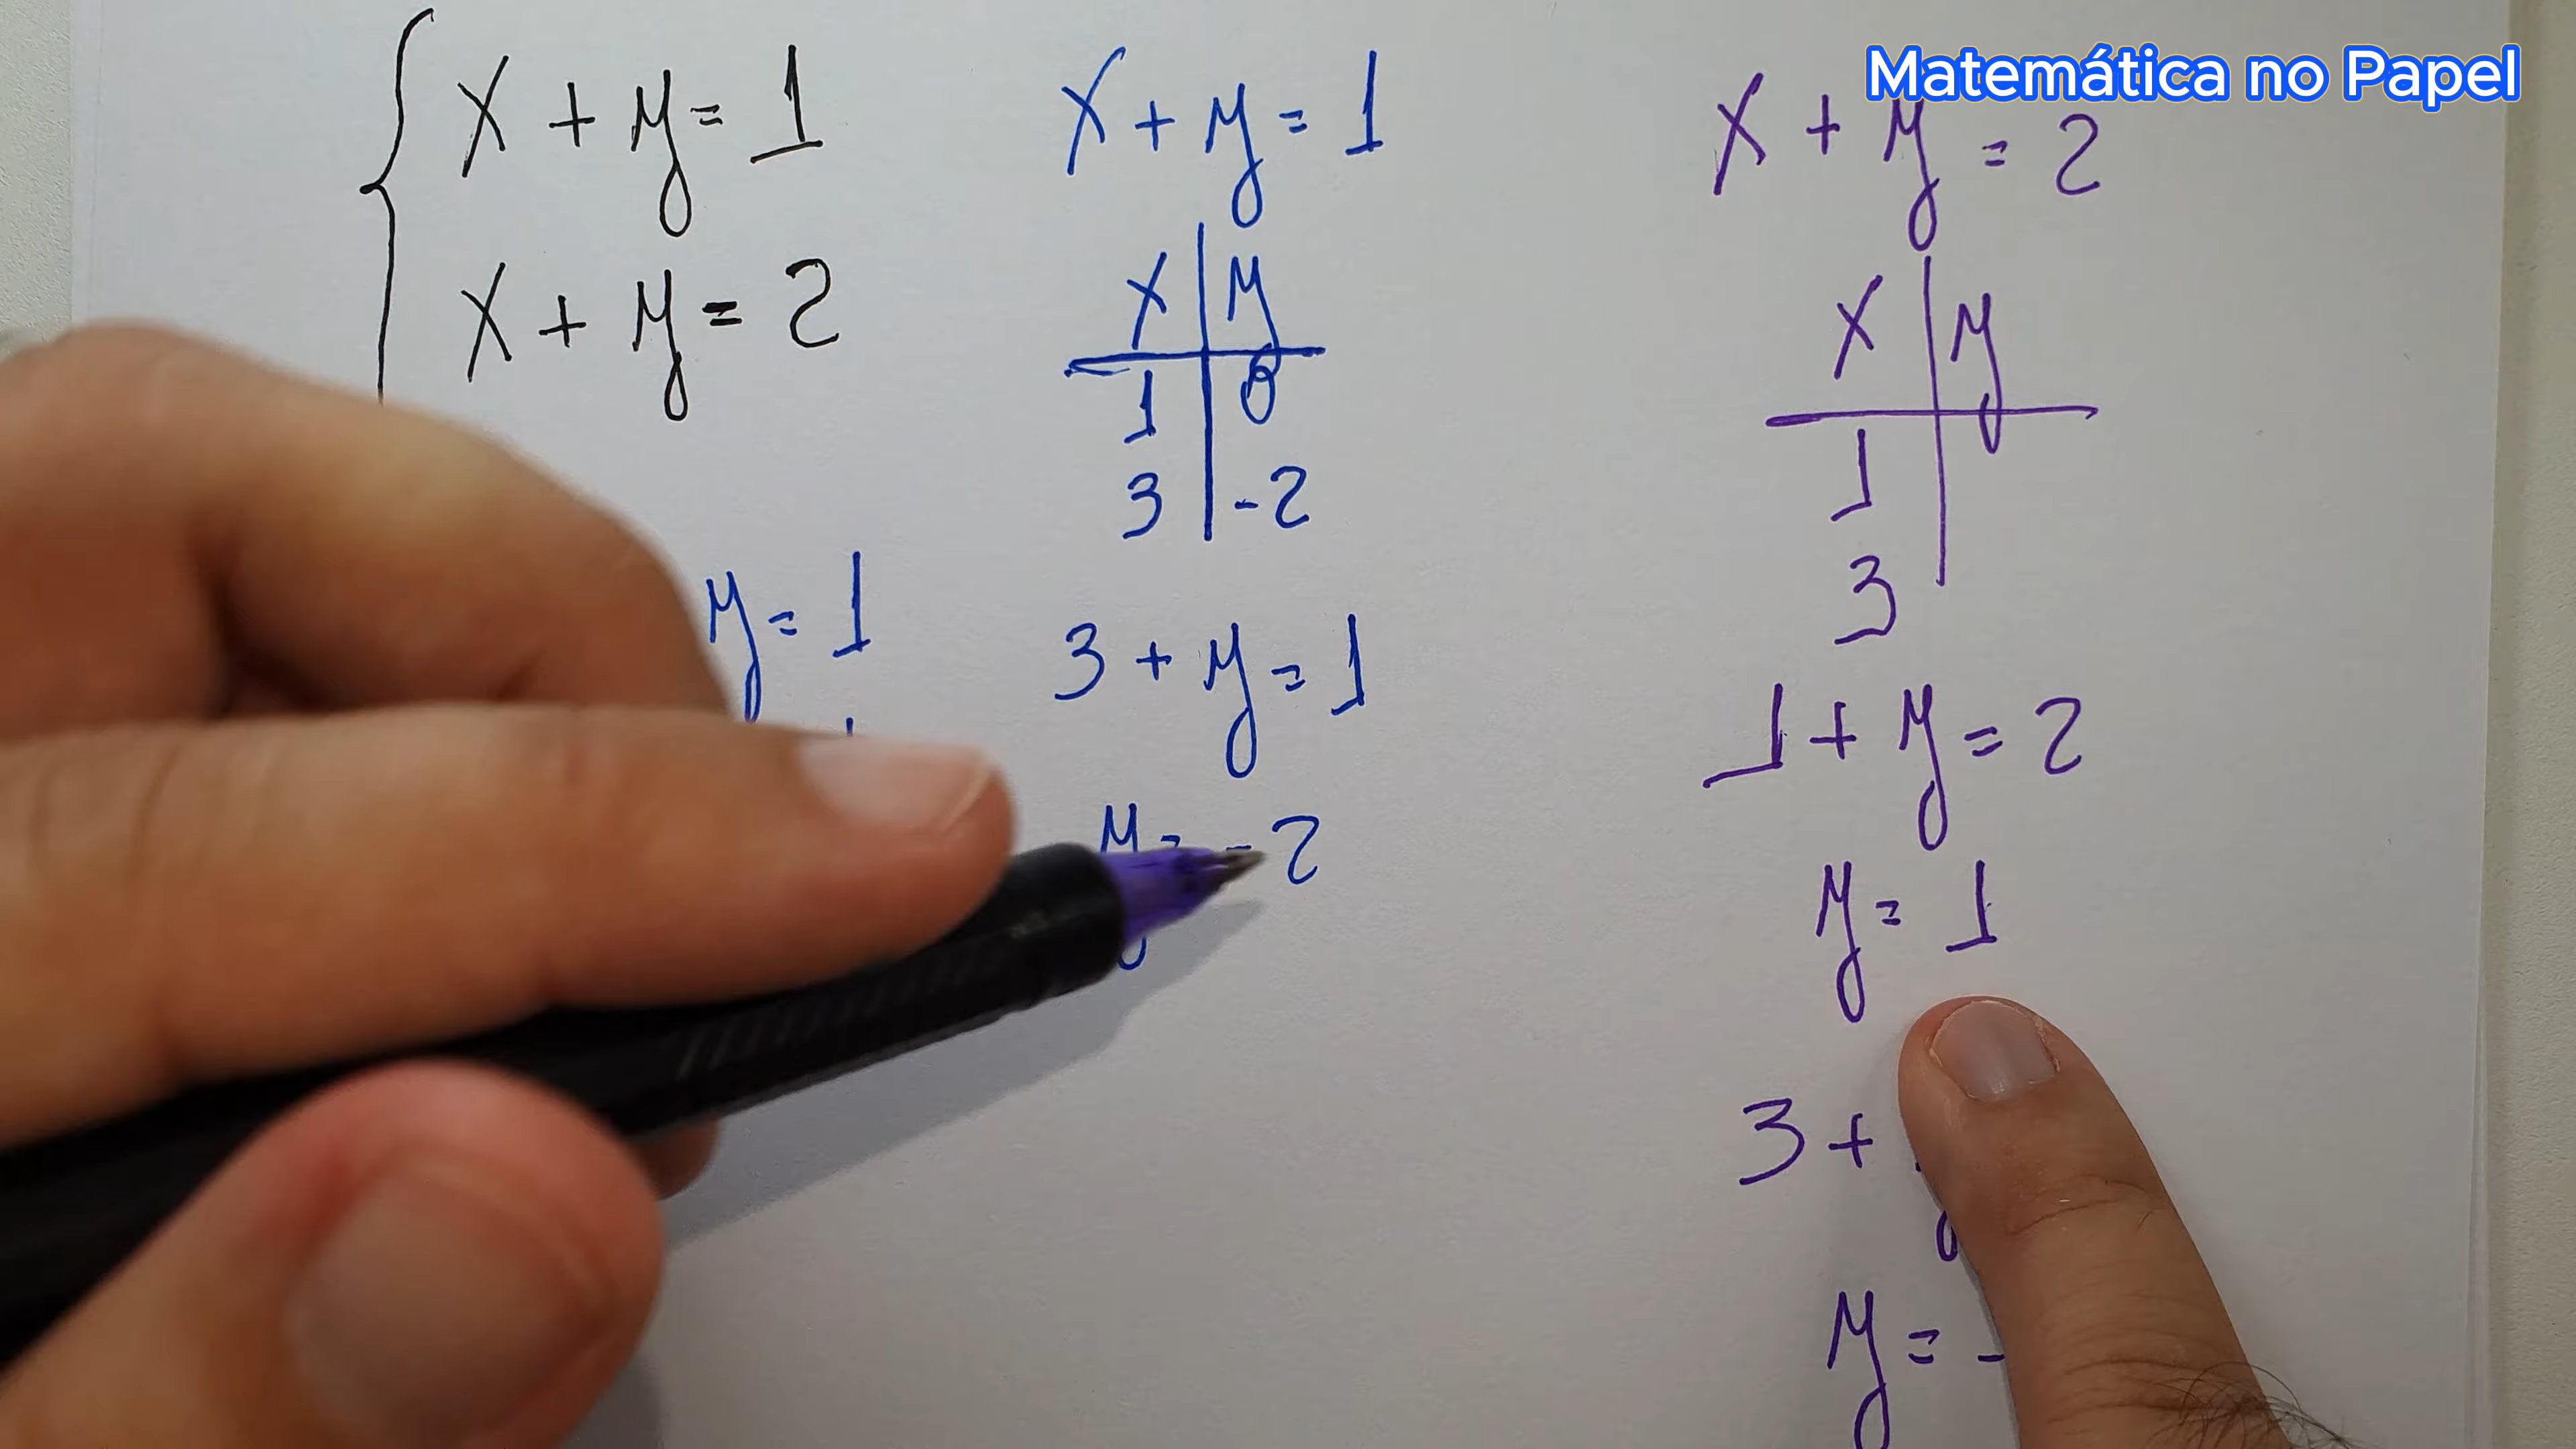 Matemática no Papel
x + y = 1
x + y = 2
y = 1
x + y = 1
x | y
1 | 0
3 | -2
3 + y = 1
y = -2
x + y = 2
x | y
1 |
3 |
1 + y = 2
y = 1
3 +
y = -